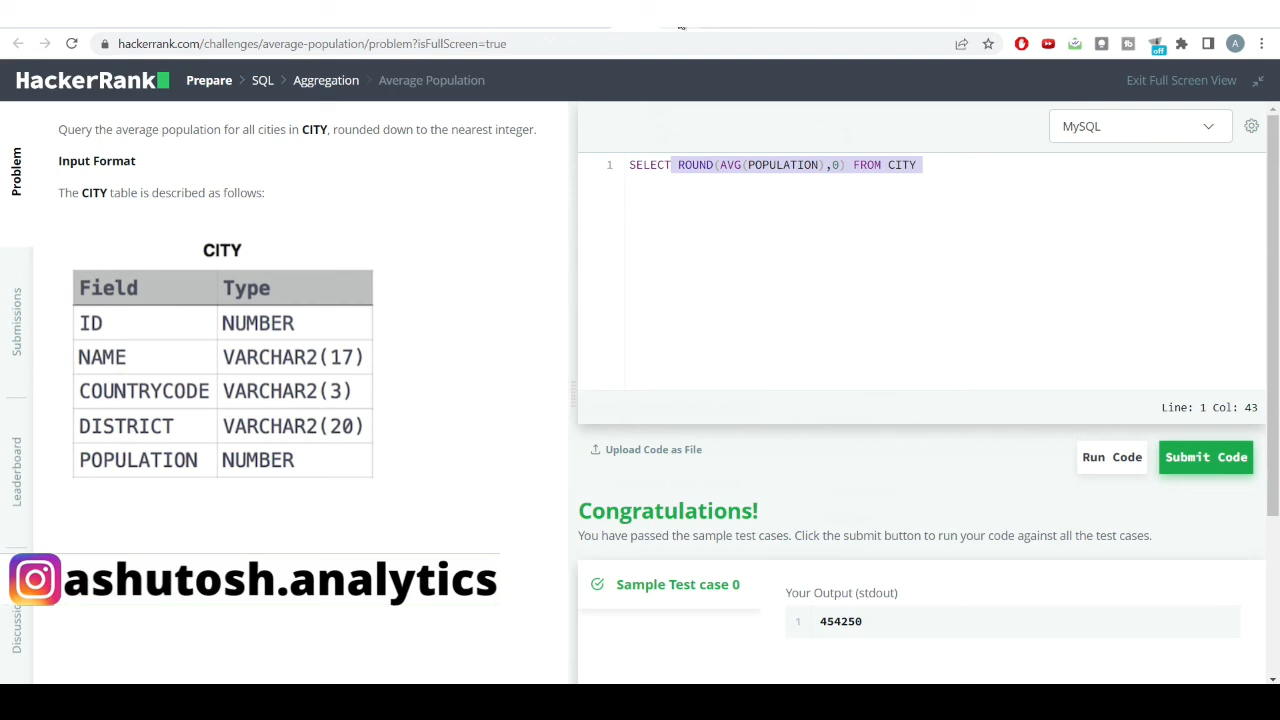 hackerrank.com/challenges/average-population/problem?isFullScreen=true
off
A
HackerRank
Prepare > SQL > Aggregation > Average Population
Exit Full Screen View
Problem
Submissions
Leaderboard
Query the average population for all cities in CITY, rounded down to the nearest integer.
Input Format
The CITY table is described as follows:
CITY
Field Type
ID NUMBER
NAME VARCHAR2(17)
COUNTRYCODE VARCHAR2(3)
DISTRICT VARCHAR2(20)
POPULATION NUMBER
ashutosh.analytics
MySQL
1 SELECT ROUND(AVG(POPULATION),0) FROM CITY
Line: 1 Col: 43
Upload Code as File
Run Code
Submit Code
Congratulations!
You have passed the sample test cases. Click the submit button to run your code against all the test cases.
Sample Test case 0
Your Output (stdout)
1 454250